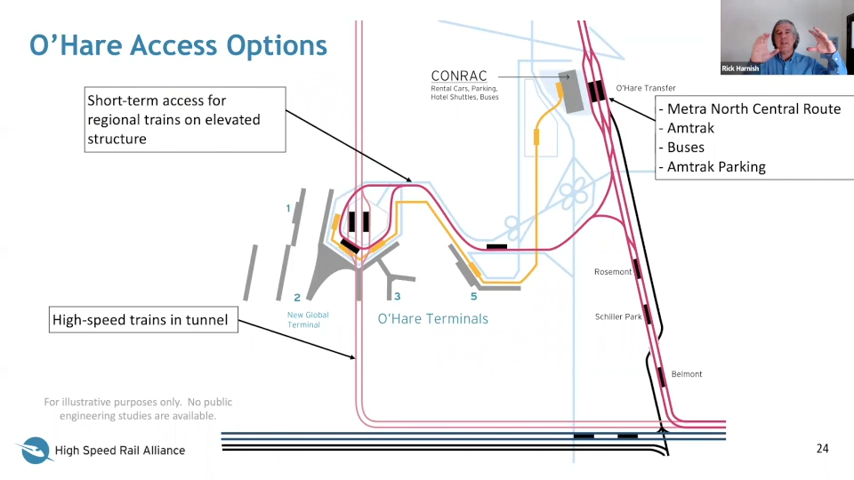 O'Hare Access Options
Rick Harnish
CONRAC
Rental Cars, Parking,
Hotel Shuttles, Buses
O'Hare Transfer
Short-term access for
regional trains on elevated
structure
- Metra North Central Route
- Amtrak
- Buses
- Amtrak Parking
1
2
3
5
New Global
Terminal
O'Hare Terminals
Rosemont
Schiller Park
Belmont
High-speed trains in tunnel
For illustrative purposes only. No public
engineering studies are available.
High Speed Rail Alliance
24